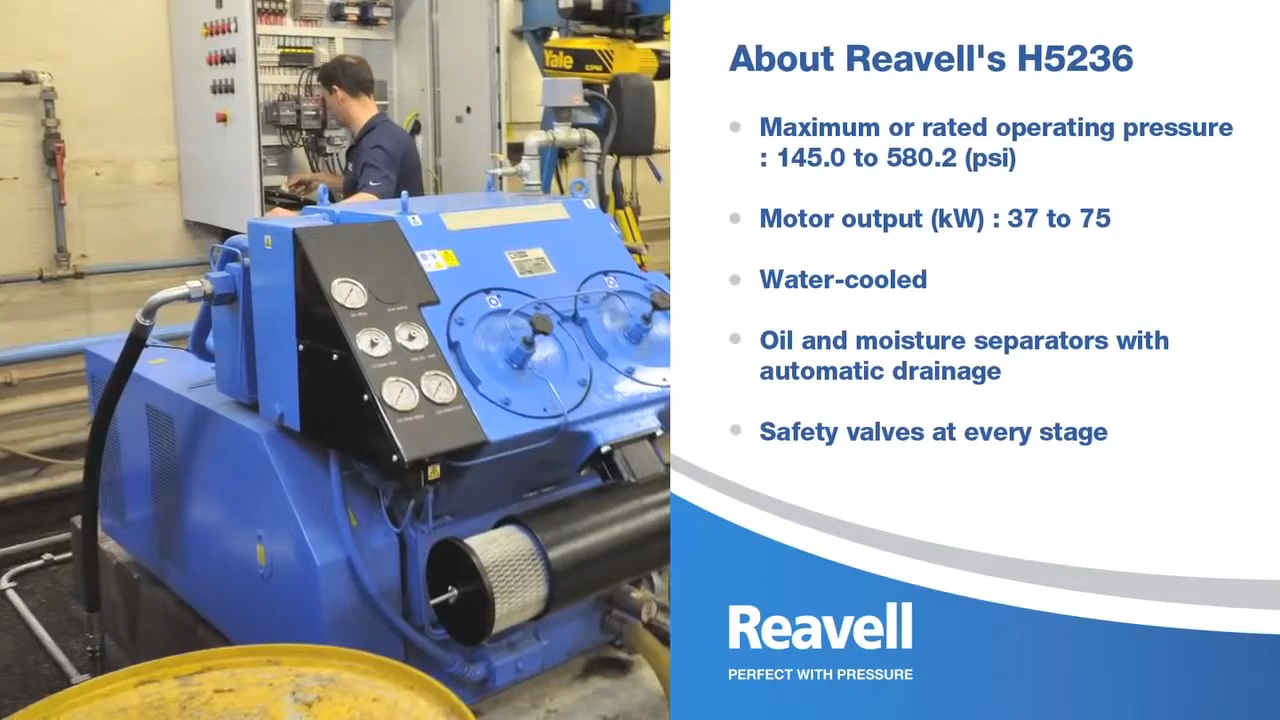 Yale
About Reavell's H5236
Maximum or rated operating pressure
: 145.0 to 580.2 (psi)
Motor output (kW) : 37 to 75
Water-cooled
Oil and moisture separators with
automatic drainage
Safety valves at every stage
Reavell
PERFECT WITH PRESSURE